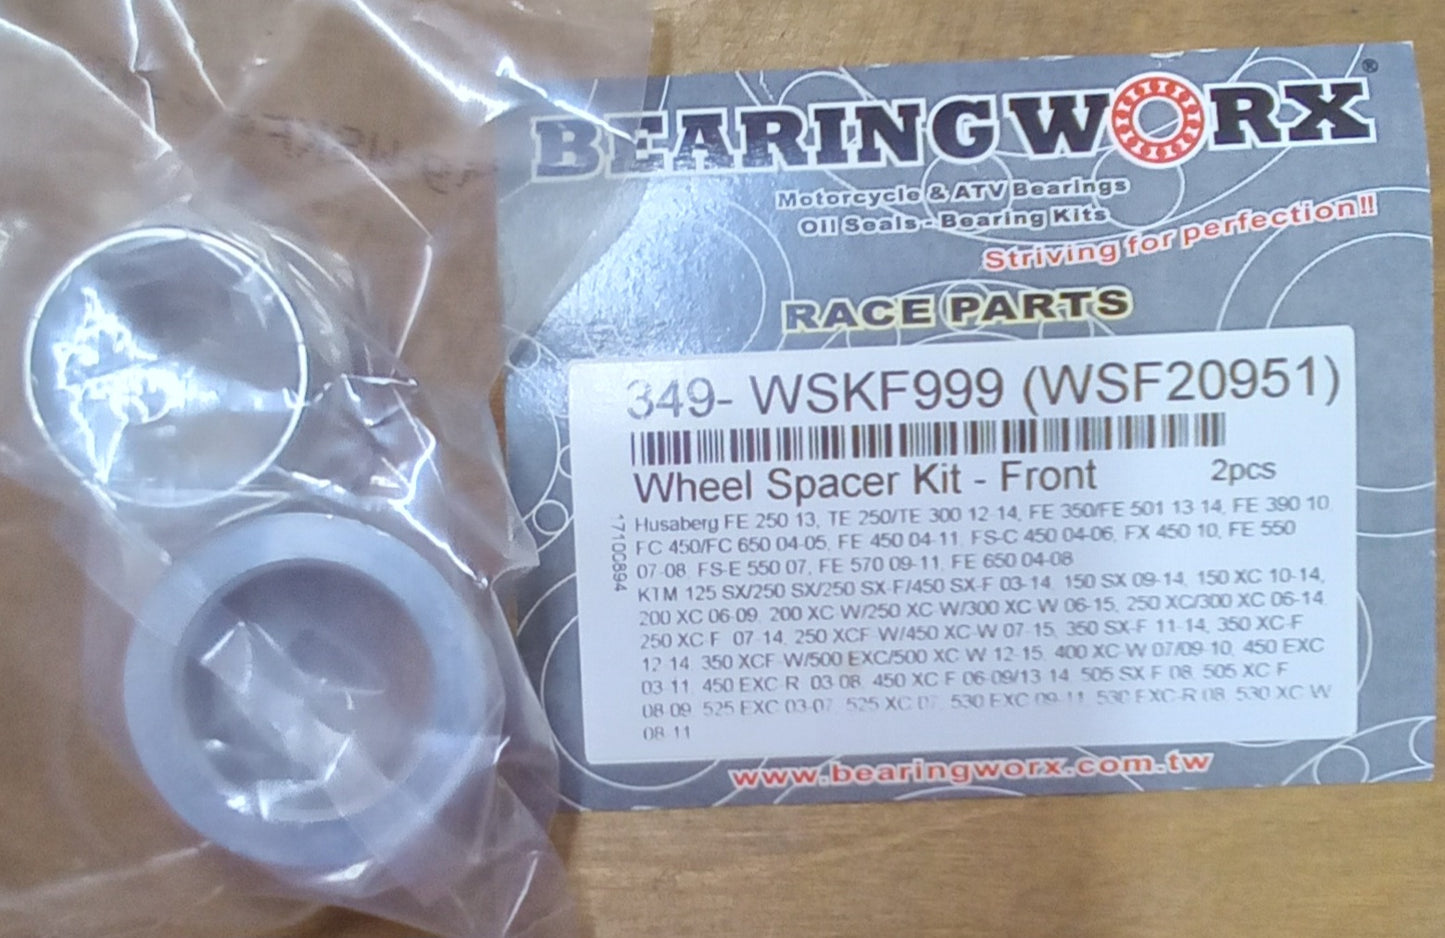 BEARINGWORX®
Motorcycle & ATV Bearings
Oil Seals - Bearing Kits
Striving for perfection!!
RACE PARTS
349- WSKF999 (WSF20951)
Wheel Spacer Kit - Front 2pcs
17100894
Husaberg FE 250 13, TE 250/TE 300 12-14, FE 350/FE 501 13-14, FE 390 10,
FC 450/FC 650 04-05, FE 450 04-11, FS-C 450 04-06, FX 450 10, FE 550
07-08, FS-E 550 07, FE 570 09-11, FE 650 04-08
KTM 125 SX/250 SX/250 SX-F/450 SX-F 03-14, 150 SX 09-14, 150 XC 10-14,
200 XC 06-09, 200 XC-W/250 XC-W/300 XC-W 06-15, 250 XC/300 XC 06-14,
250 XC-F 07-14, 250 XCF-W/450 XC-W 07-15, 350 SX-F 11-14, 350 XC-F
12-14, 350 XCF-W/500 EXC/500 XC-W 12-15, 400 XC-W 07/09-10, 450 EXC
03-11, 450 EXC-R 03-08, 450 XC-F 06-09/13-14, 505 SX-F 08, 505 XC-F
08-09, 525 EXC 03-07, 525 XC 07, 530 EXC 09-11, 530 EXC-R 08, 530 XC-W
08-11
www.bearingworx.com.tw